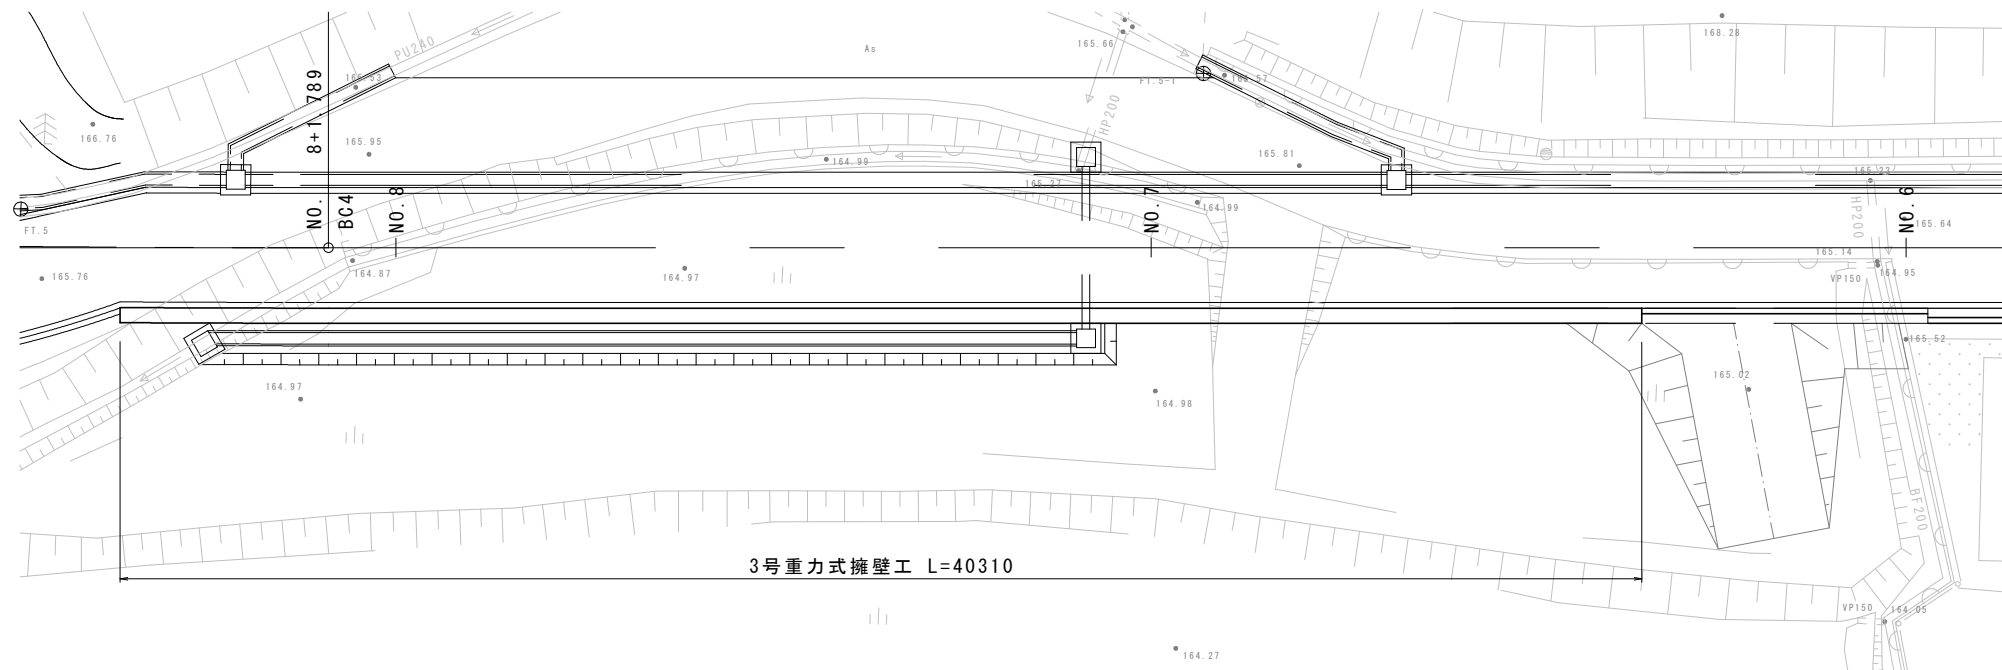 PU240
As
165.66
168.28
166.53
FT.5-1
165.57
8+1.789
HP200
166.76
165.95
164.99
165.81
165.27
165.23
NO.
BC4
NO.8
164.99
NO.7
HP200
NO.6
165.64
FT.5
165.76
164.87
164.97
165.14
164.95
VP150
165.52
164.97
164.98
165.02
BF200
3号重力式擁壁工 L=40310
VP150
164.05
164.27